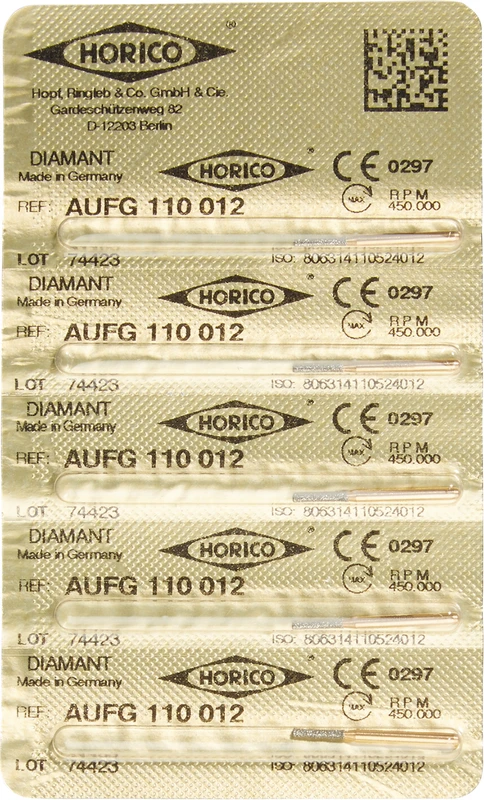 HORICO ®
Hopf, Ringleb & Co. GmbH & Cie.
Gardeschützenweg 82
D-12203 Berlin
DIAMANT HORICO ® CE 0297
Made in Germany
MAX RPM
REF: AUFG 110 012 450.000
LOT 74423 ISO: 806314110524012
DIAMANT HORICO ® CE 0297
Made in Germany
MAX RPM
REF: AUFG 110 012 450.000
LOT 74423 ISO: 806314110524012
DIAMANT HORICO ® CE 0297
Made in Germany
MAX RPM
REF: AUFG 110 012 450.000
LOT 74423 ISO: 806314110524012
DIAMANT HORICO ® CE 0297
Made in Germany
MAX RPM
REF: AUFG 110 012 450.000
LOT 74423 ISO: 806314110524012
DIAMANT HORICO ® CE 0297
Made in Germany
MAX RPM
REF: AUFG 110 012 450.000
LOT 74423 ISO: 806314110524012